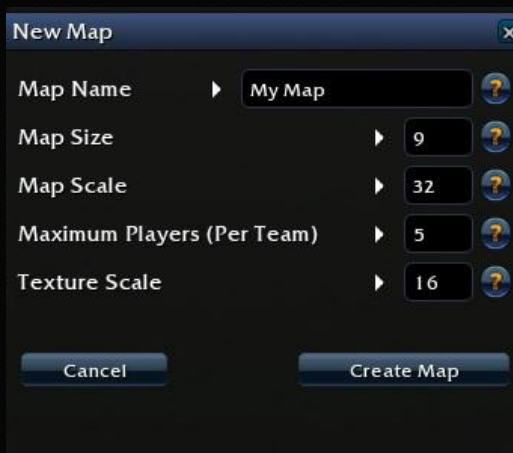 New Map
Map Name My Map ?
Map Size 9 ?
Map Scale 32 ?
Maximum Players (Per Team) 5 ?
Texture Scale 16 ?
Cancel Create Map